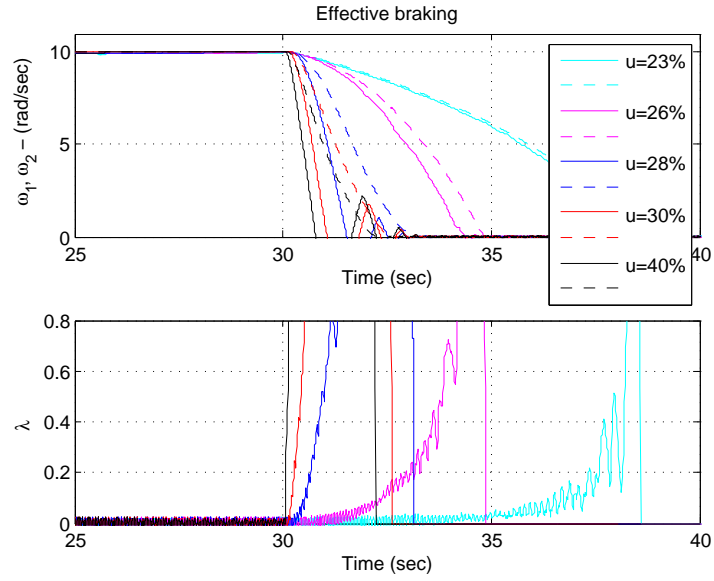 Effective braking
ω1, ω2 − (rad/sec)
10
5
0
25
30
35
40
Time (sec)
u=23%
u=26%
u=28%
u=30%
u=40%
λ
0.8
0.6
0.4
0.2
0
25
30
35
40
Time (sec)